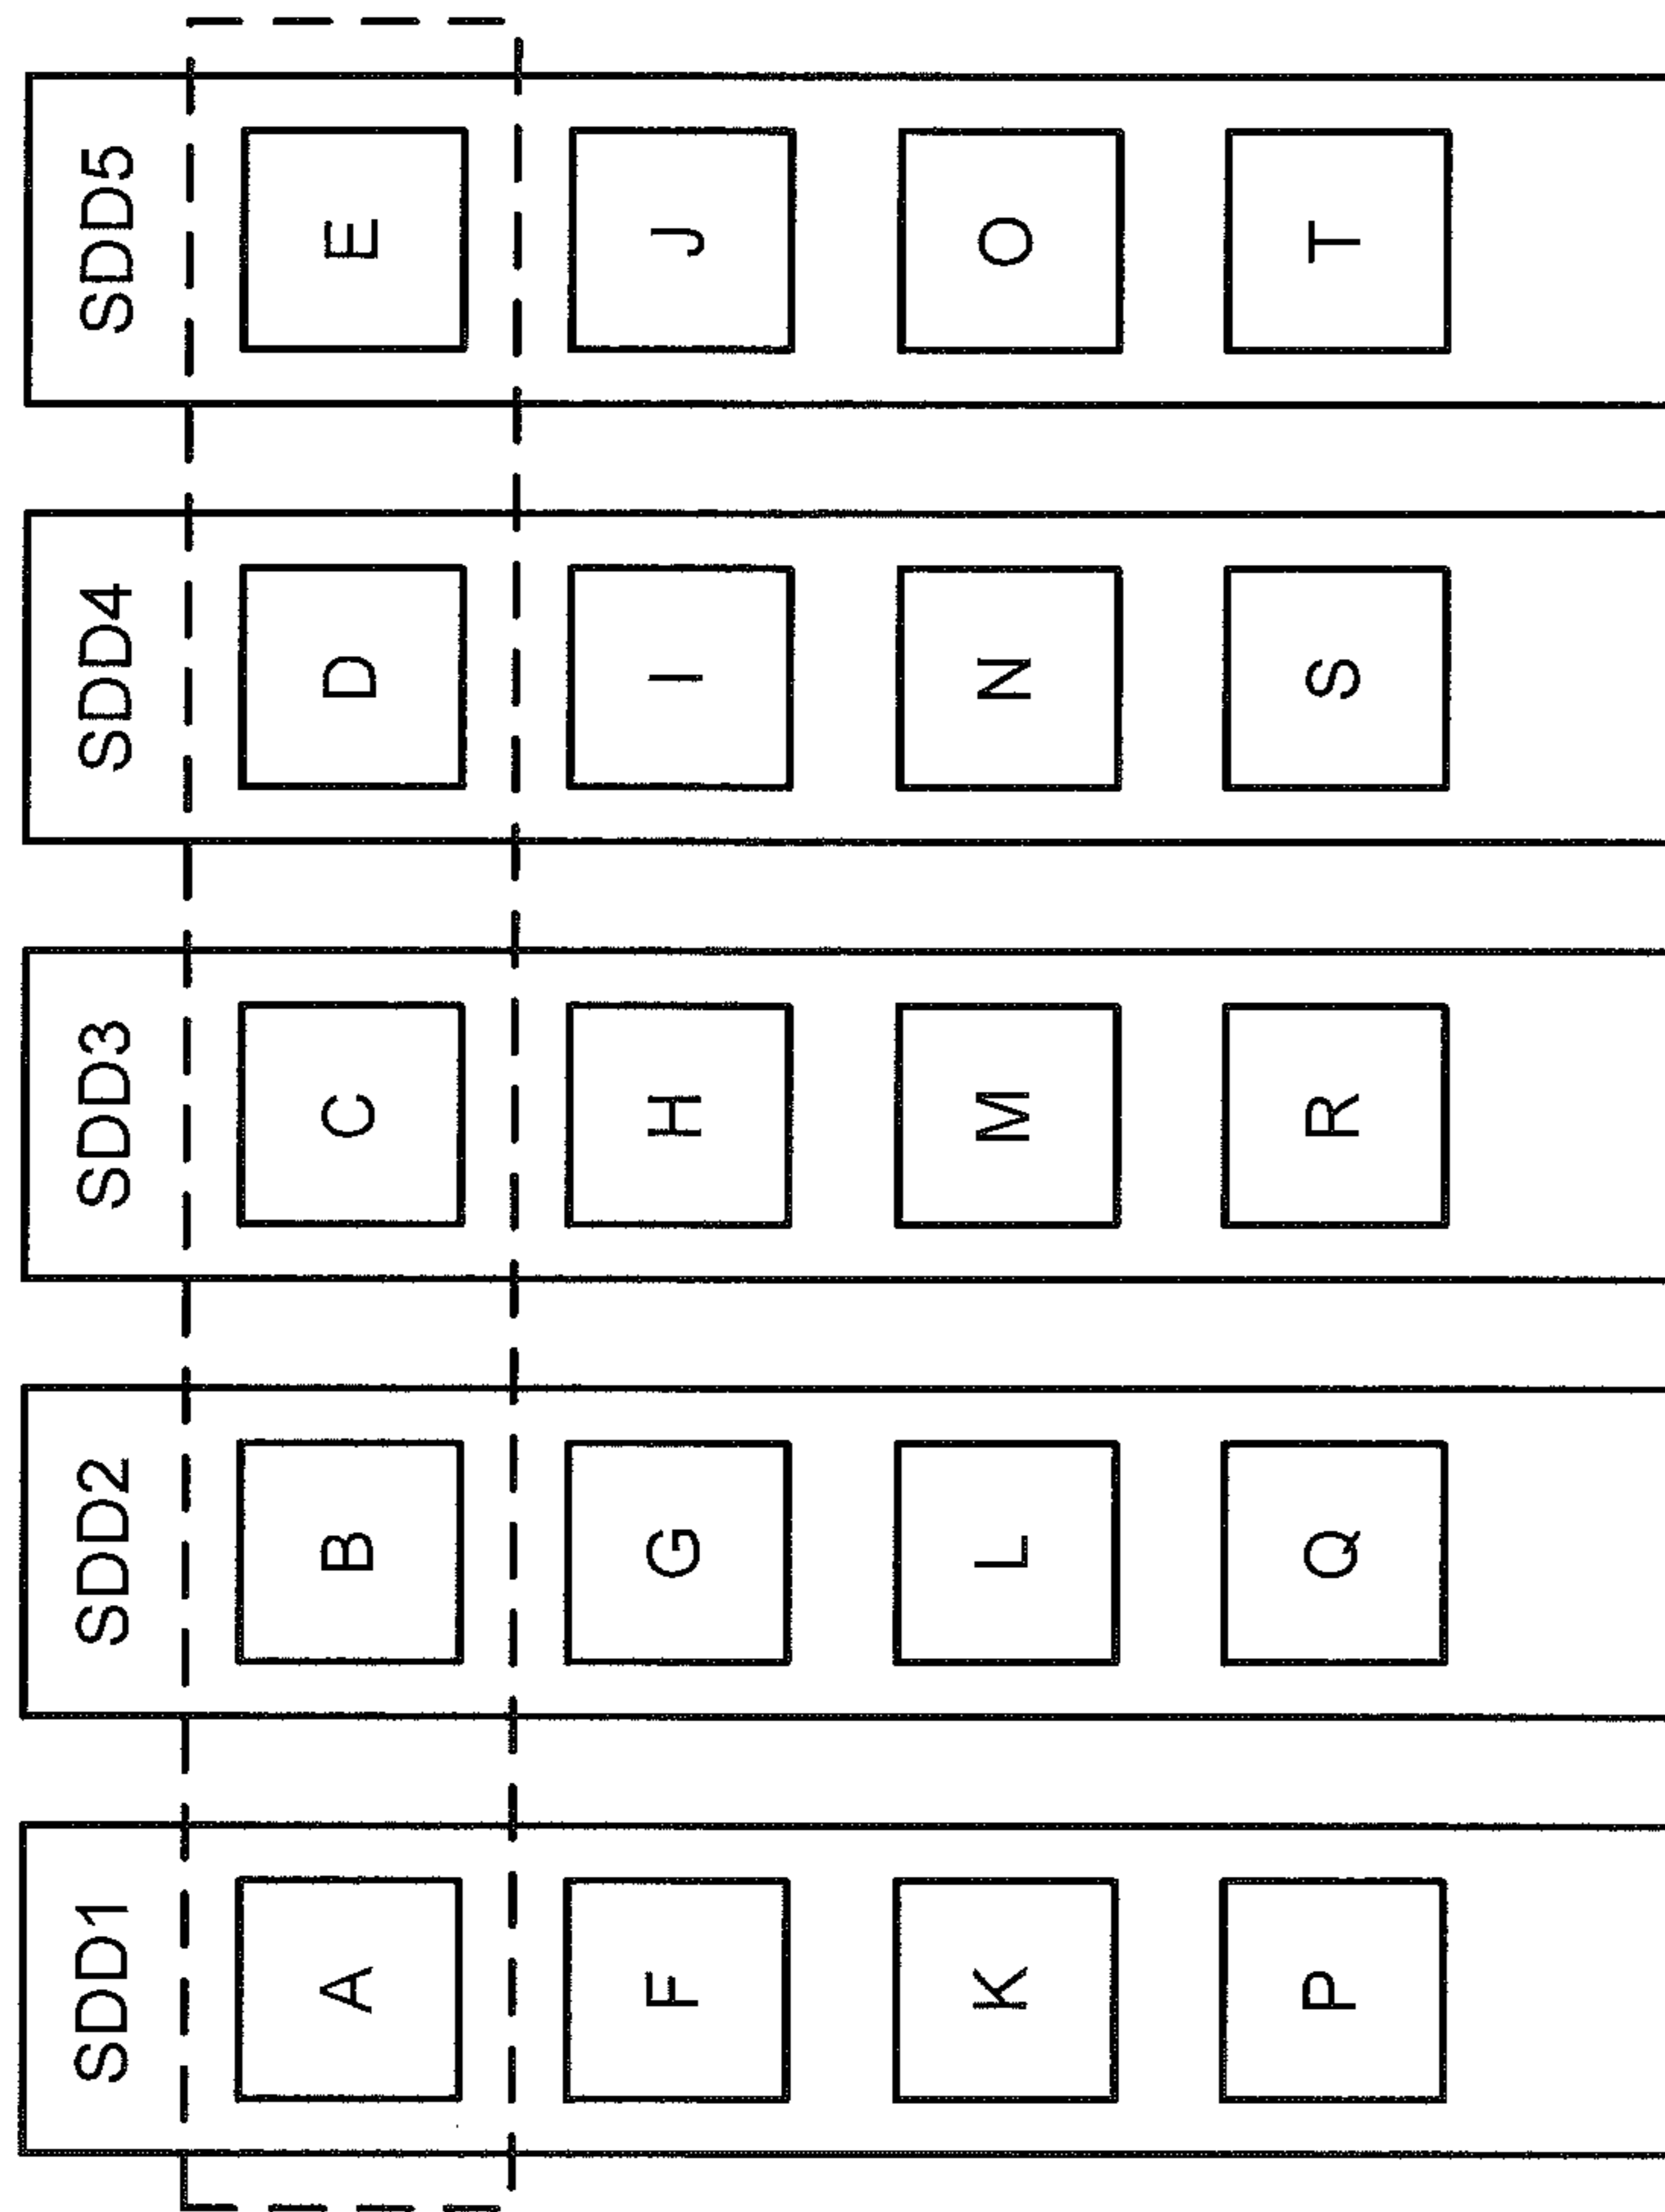 SDD1 SDD2 SDD3 SDD4 SDD5
A B C D E
F G H I J
K L M N O
P Q R S T